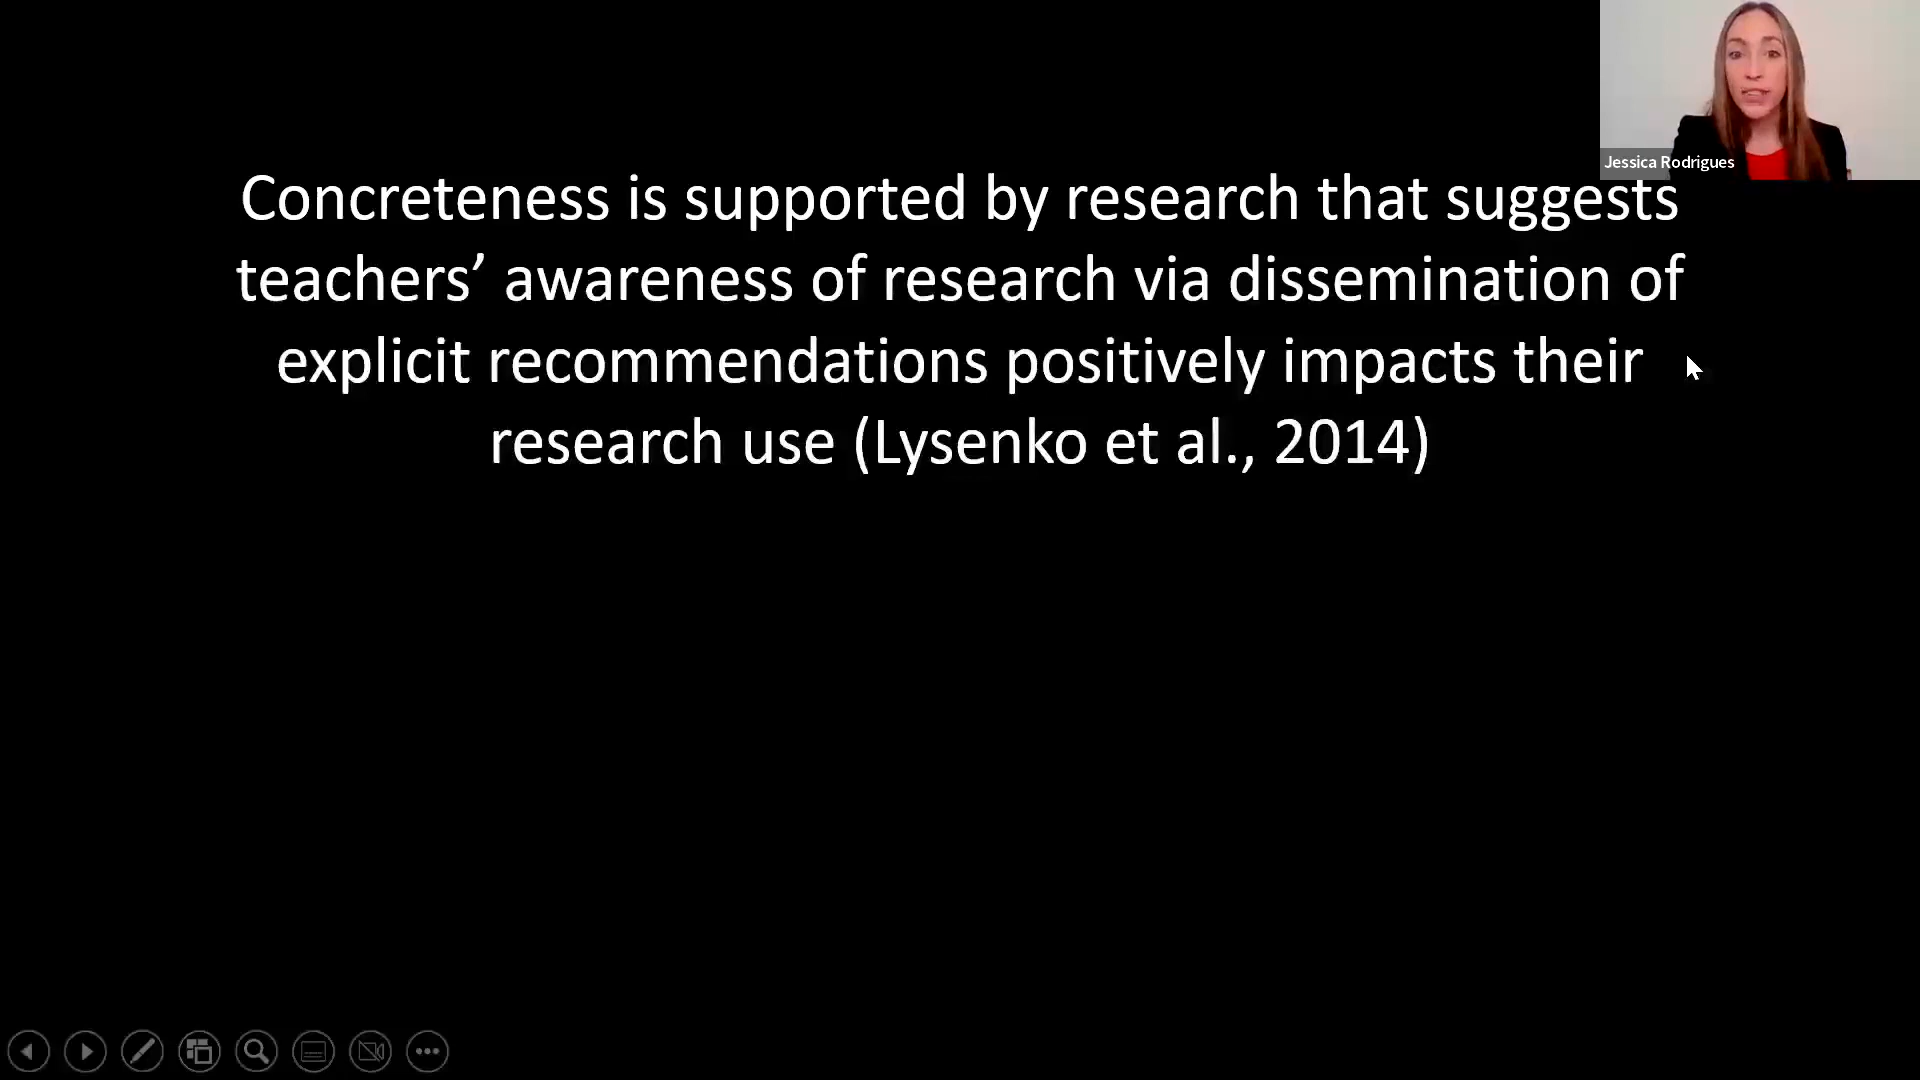 Jessica Rodrigues
Concreteness is supported by research that suggests
teachers’ awareness of research via dissemination of
explicit recommendations positively impacts their
research use (Lysenko et al., 2014)